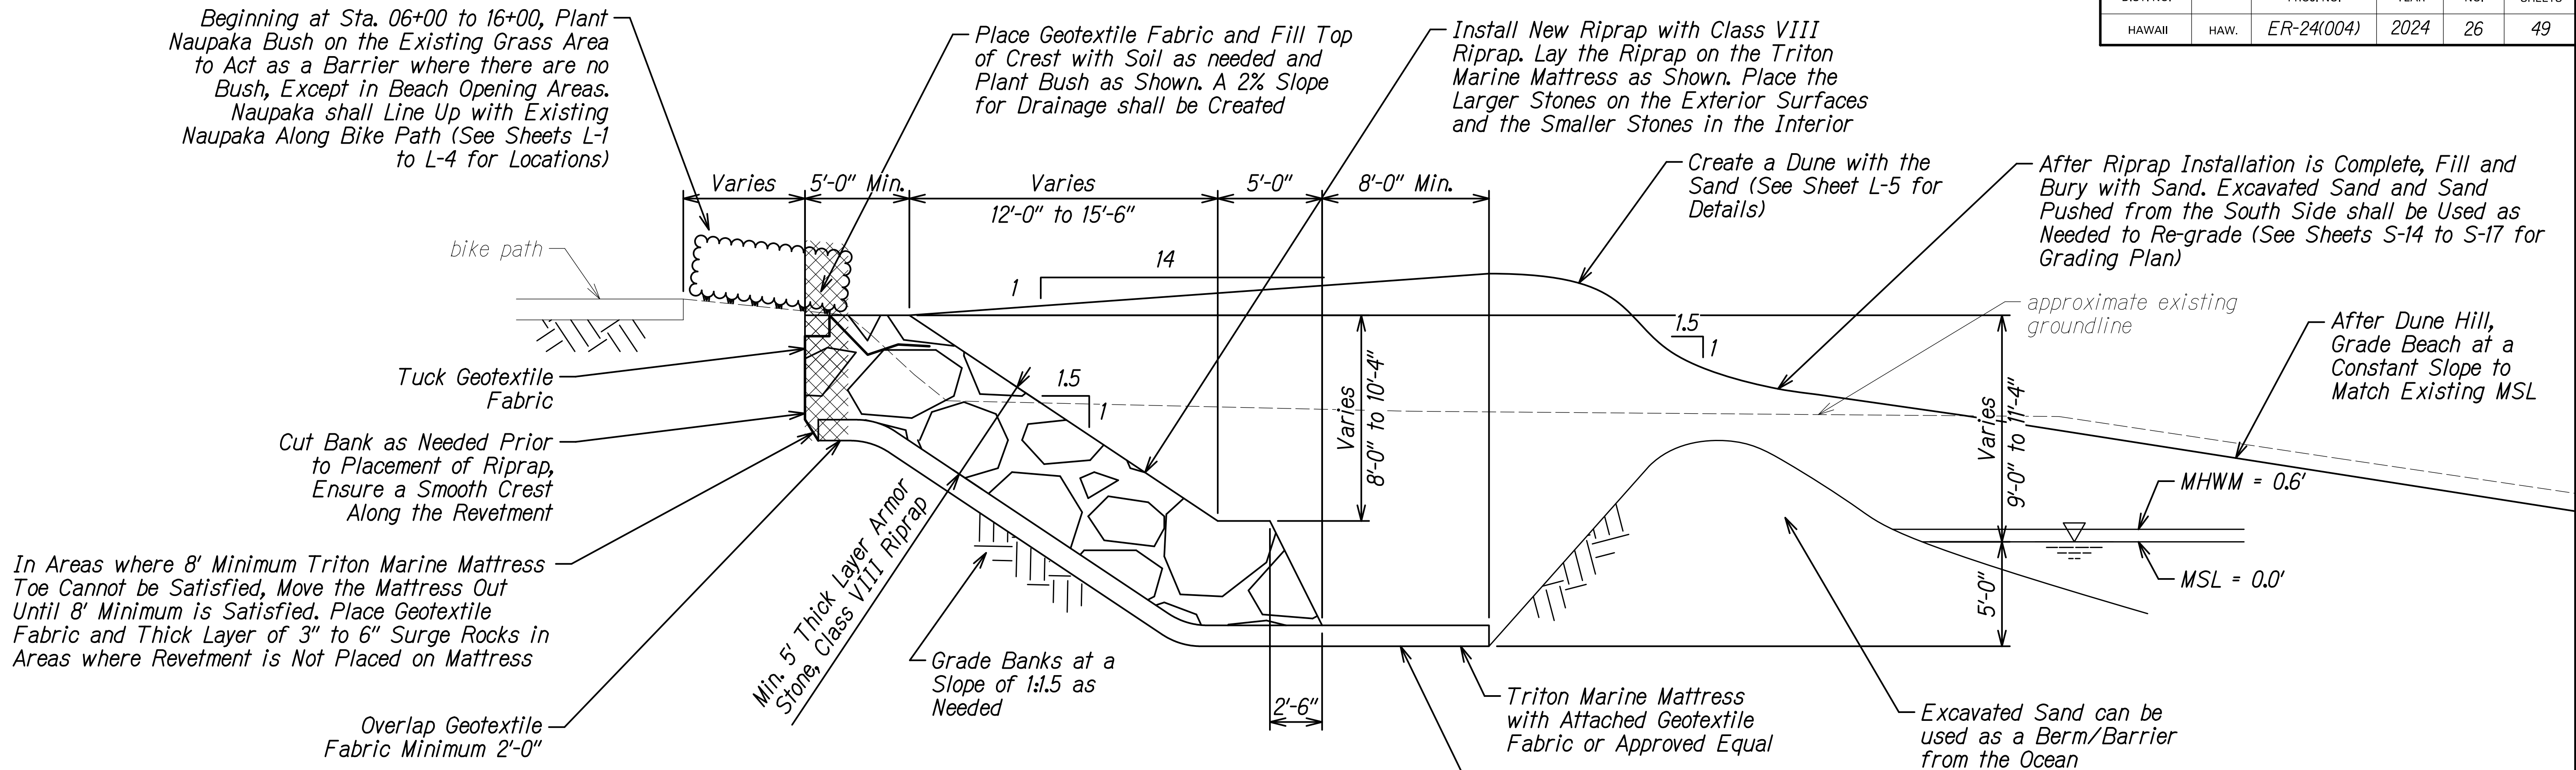 DIST. NO. PROJ. NO. YEAR NO. SHEETS
HAWAII HAW. ER-24(004) 2024 26 49
Beginning at Sta. 06+00 to 16+00, Plant
Naupaka Bush on the Existing Grass Area
to Act as a Barrier where there are no
Bush, Except in Beach Opening Areas.
Naupaka shall Line Up with Existing
Naupaka Along Bike Path (See Sheets L-1
to L-4 for Locations)
Place Geotextile Fabric and Fill Top
of Crest with Soil as needed and
Plant Bush as Shown. A 2% Slope
for Drainage shall be Created
Install New Riprap with Class VIII
Riprap. Lay the Riprap on the Triton
Marine Mattress as Shown. Place the
Larger Stones on the Exterior Surfaces
and the Smaller Stones in the Interior
Create a Dune with the
Sand (See Sheet L-5 for
Details)
After Riprap Installation is Complete, Fill and
Bury with Sand. Excavated Sand and Sand
Pushed from the South Side shall be Used as
Needed to Re-grade (See Sheets S-14 to S-17 for
Grading Plan)
Varies
5'-0" Min.
Varies
12'-0" to 15'-6"
5'-0"
8'-0" Min.
bike path
14
1
approximate existing
groundline
After Dune Hill,
Grade Beach at a
Constant Slope to
Match Existing MSL
1.5
1
1.5
1
Varies
8'-0" to 10'-4"
Varies
9'-0" to 11'-4"
Tuck Geotextile
Fabric
Cut Bank as Needed Prior
to Placement of Riprap,
Ensure a Smooth Crest
Along the Revetment
MHWM = 0.6'
MSL = 0.0'
5'-0"
In Areas where 8' Minimum Triton Marine Mattress
Toe Cannot be Satisfied, Move the Mattress Out
Until 8' Minimum is Satisfied. Place Geotextile
Fabric and Thick Layer of 3" to 6" Surge Rocks in
Areas where Revetment is Not Placed on Mattress
Min. 5' Thick Layer Armor
Stone, Class VIII Riprap
Grade Banks at a
Slope of 1:1.5 as
Needed
2'-6"
Triton Marine Mattress
with Attached Geotextile
Fabric or Approved Equal
Excavated Sand can be
used as a Berm/Barrier
from the Ocean
Overlap Geotextile
Fabric Minimum 2'-0"